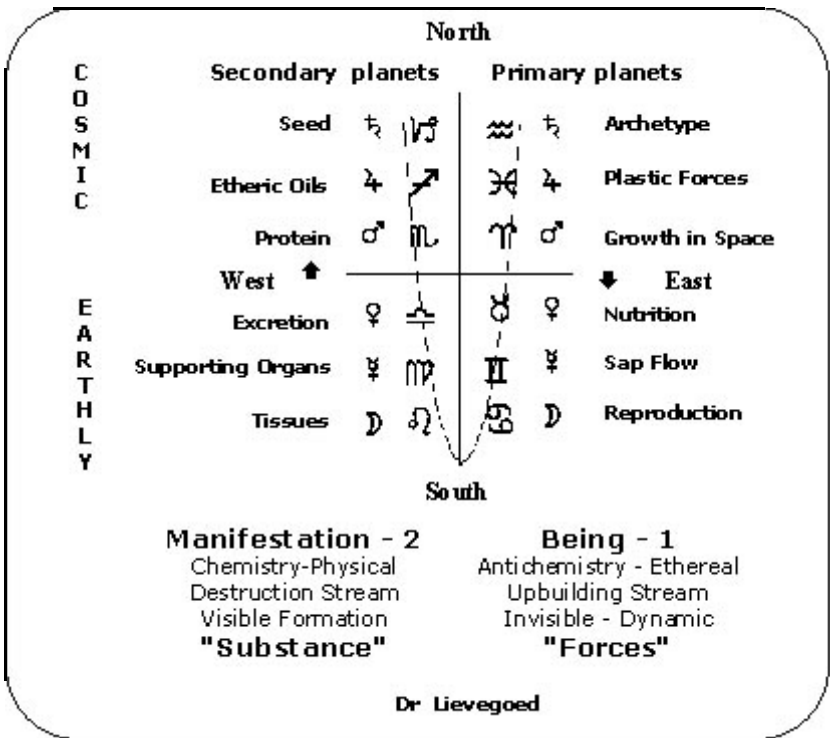 North
COSMIC
Secondary planets Primary planets
Seed ♄ ♑ ♒ ♄ Archetype
Etheric Oils ♃ ♐ ♓ ♃ Plastic Forces
Protein ♂ ♏ ♈ ♂ Growth in Space
West ⬆ ⬇ East
EARTHLY
Excretion ♀ ♎ ♉ ♀ Nutrition
Supporting Organs ☿ ♍ ♊ ☿ Sap Flow
Tissues ☽ ♌ ♋ ☽ Reproduction
South
Manifestation - 2 Being - 1
Chemistry-Physical Antichemistry - Ethereal
Destruction Stream Upbuilding Stream
Visible Formation Invisible - Dynamic
"Substance" "Forces"
Dr Lievegoed